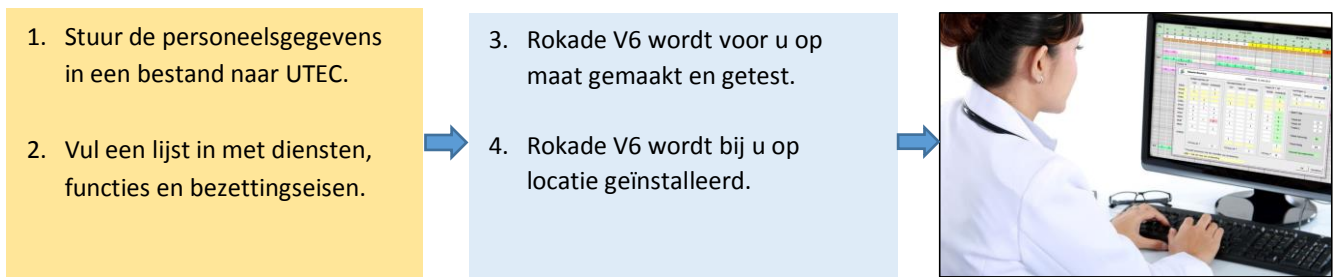 1. Stuur de personeelsgegevens
in een bestand naar UTEC.
2. Vul een lijst in met diensten,
functies en bezettingseisen.
3. Rokade V6 wordt voor u op
maat gemaakt en getest.
4. Rokade V6 wordt bij u op
locatie geïnstalleerd.